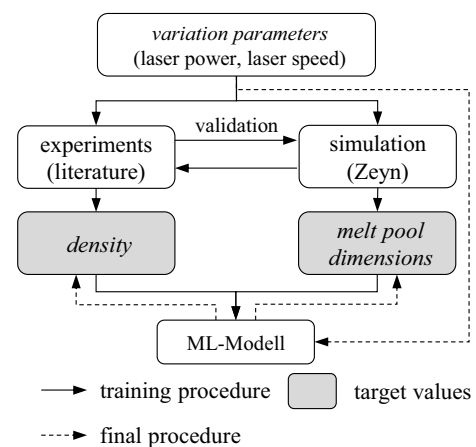 variation parameters
(laser power, laser speed)
validation
experiments
(literature)
simulation
(Zeyn)
density
melt pool
dimensions
ML-Modell
training procedure
target values
final procedure